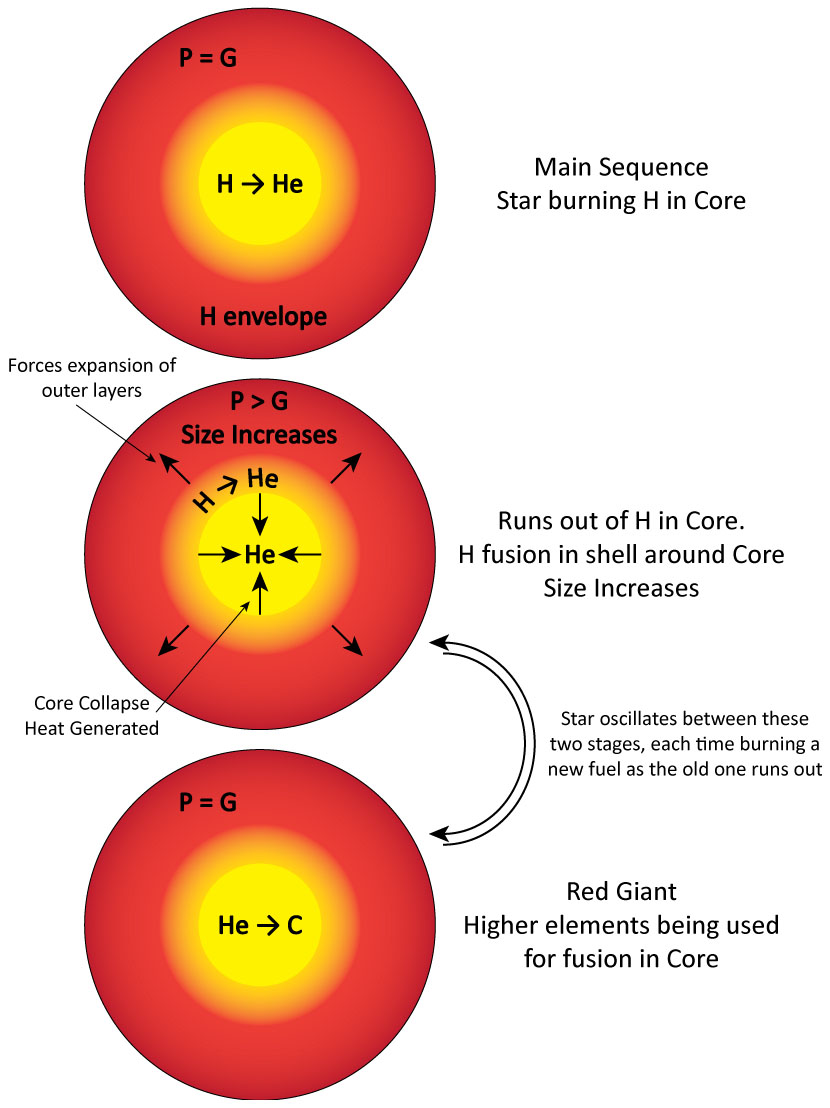 P = G
H → He
H envelope
Main Sequence
Star burning H in Core
Forces expansion of
outer layers
P > G
Size Increases
H → He
He
Runs out of H in Core.
H fusion in shell around Core
Size Increases
Core Collapse
Heat Generated
Star oscillates between these
two stages, each time burning a
new fuel as the old one runs out
P = G
He → C
Red Giant
Higher elements being used
for fusion in Core